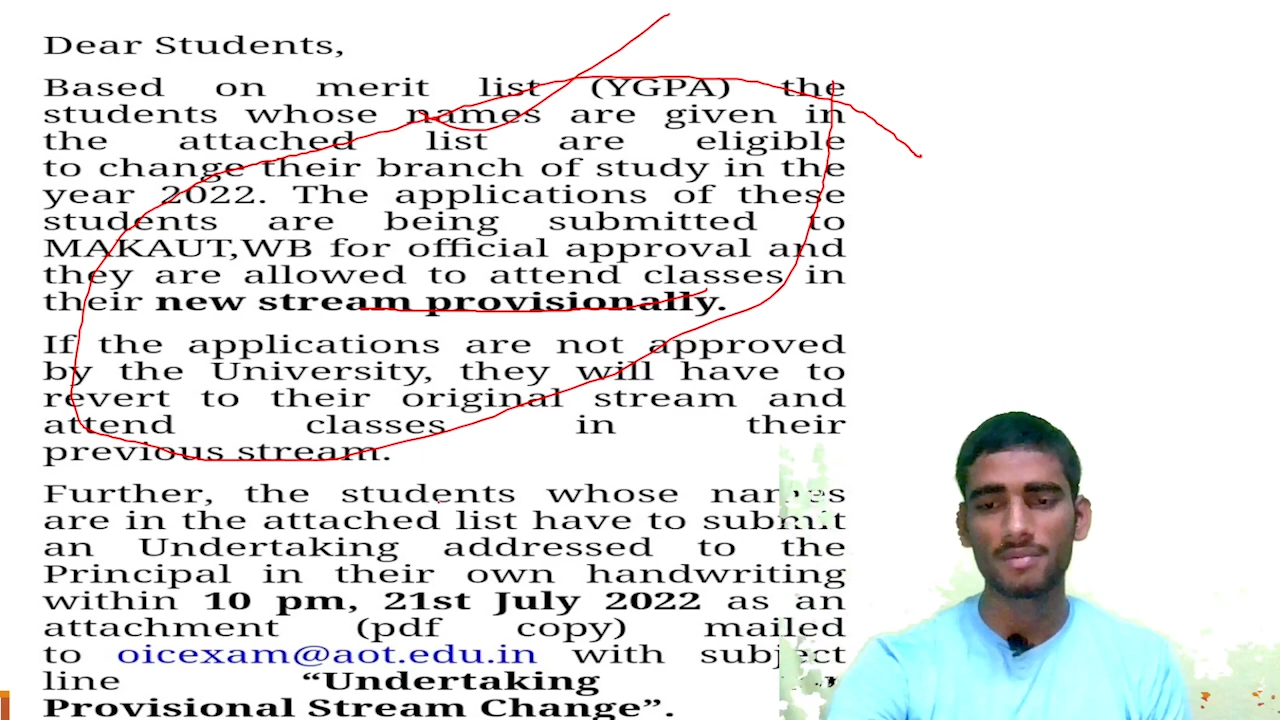 Dear Students,
Based on merit list (YGPA) the
students whose names are given in
the attached list are eligible
to change their branch of study in the
year 2022. The applications of these
students are being submitted to
MAKAUT,WB for official approval and
they are allowed to attend classes in
their new stream provisionally.
If the applications are not approved
by the University, they will have to
revert to their original stream and
attend classes in their
previous stream.
Further, the students whose names
are in the attached list have to submit
an Undertaking addressed to the
Principal in their own handwriting
within 10 pm, 21st July 2022 as an
attachment (pdf copy) mailed
to oicexam@aot.edu.in with subject
line “Undertaking
Provisional Stream Change”.